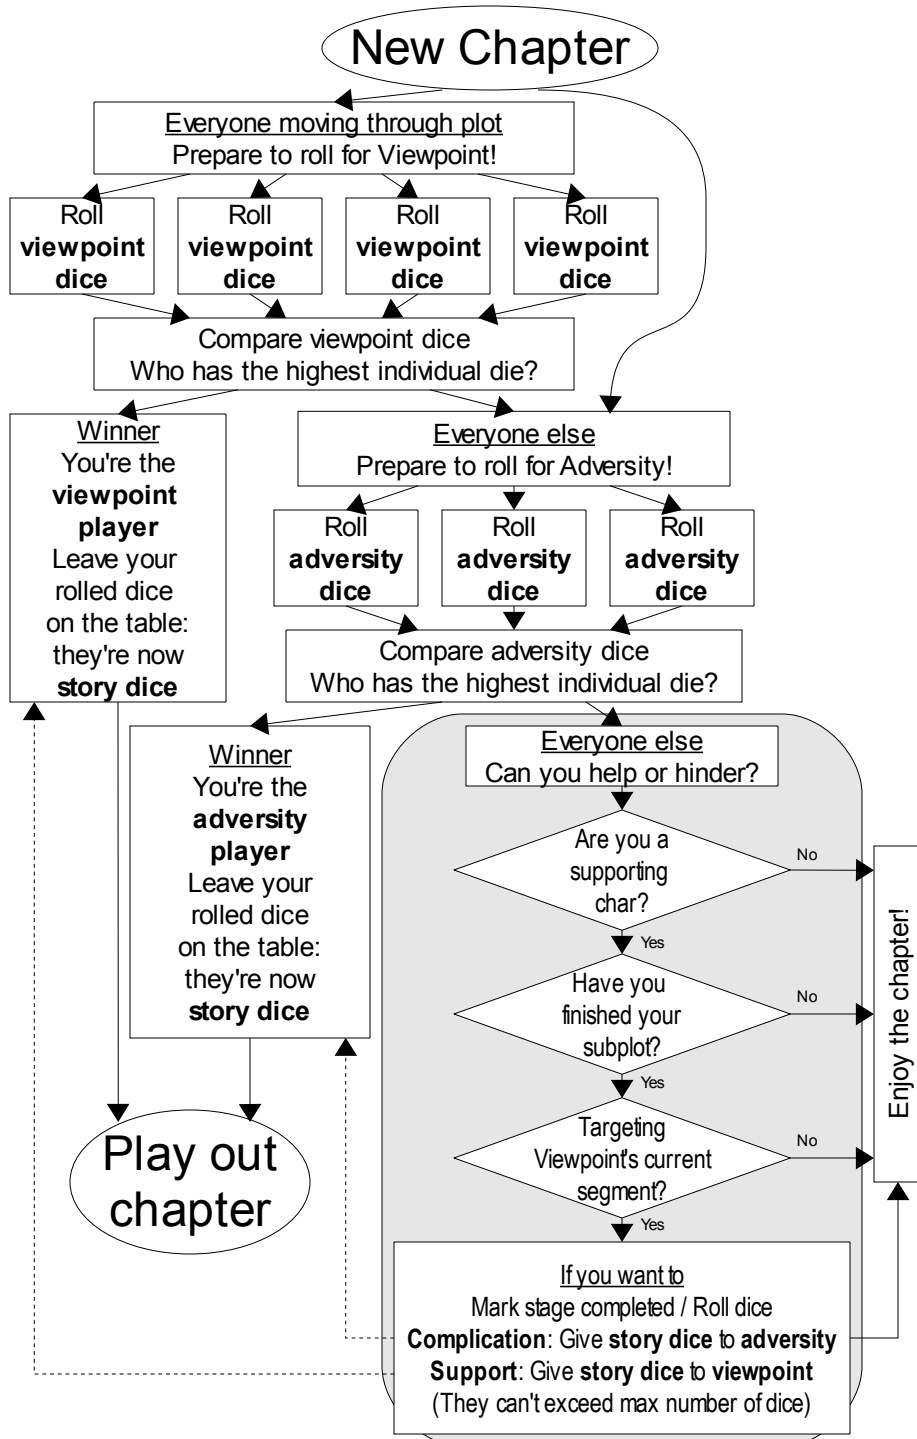 New Chapter
Everyone moving through plot
Prepare to roll for Viewpoint!
Roll
viewpoint
dice
Roll
viewpoint
dice
Roll
viewpoint
dice
Roll
viewpoint
dice
Compare viewpoint dice
Who has the highest individual die?
Winner
You're the
viewpoint
player
Leave your
rolled dice
on the table:
they're now
story dice
Everyone else
Prepare to roll for Adversity!
Roll
adversity
dice
Roll
adversity
dice
Roll
adversity
dice
Compare adversity dice
Who has the highest individual die?
Winner
You're the
adversity
player
Leave your
rolled dice
on the table:
they're now
story dice
Play out
chapter
Everyone else
Can you help or hinder?
Are you a
supporting
char?
No
Yes
Have you
finished your
subplot?
No
Yes
Targeting
Viewpoint's current
segment?
No
Yes
Enjoy the chapter!
If you want to
Mark stage completed / Roll dice
Complication: Give story dice to adversity
Support: Give story dice to viewpoint
(They can't exceed max number of dice)